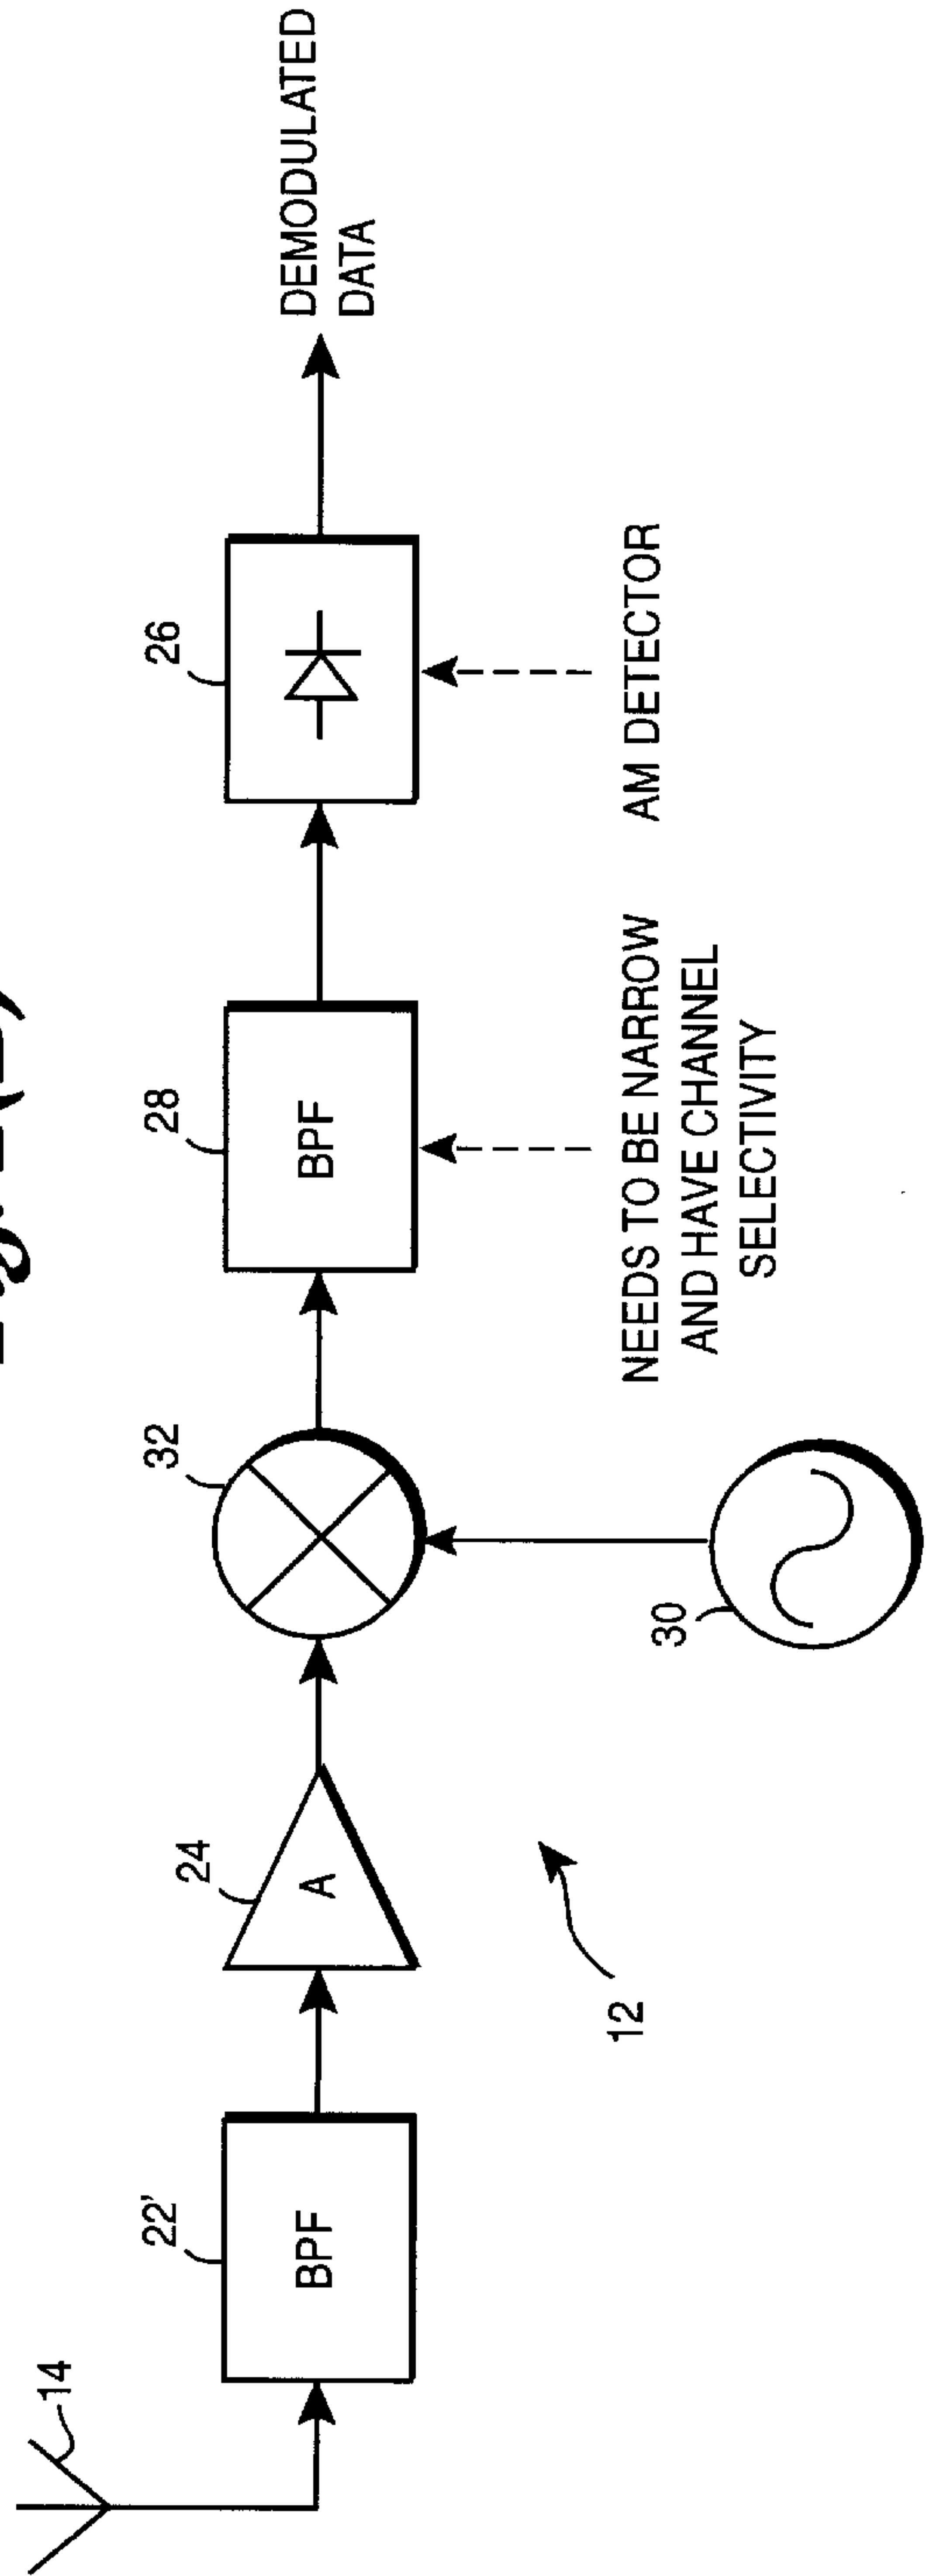 14
22'
BPF
24
A
12
32
30
28
BPF
NEEDS TO BE NARROW
AND HAVE CHANNEL
SELECTIVITY
26
AM DETECTOR
DEMODULATED
DATA